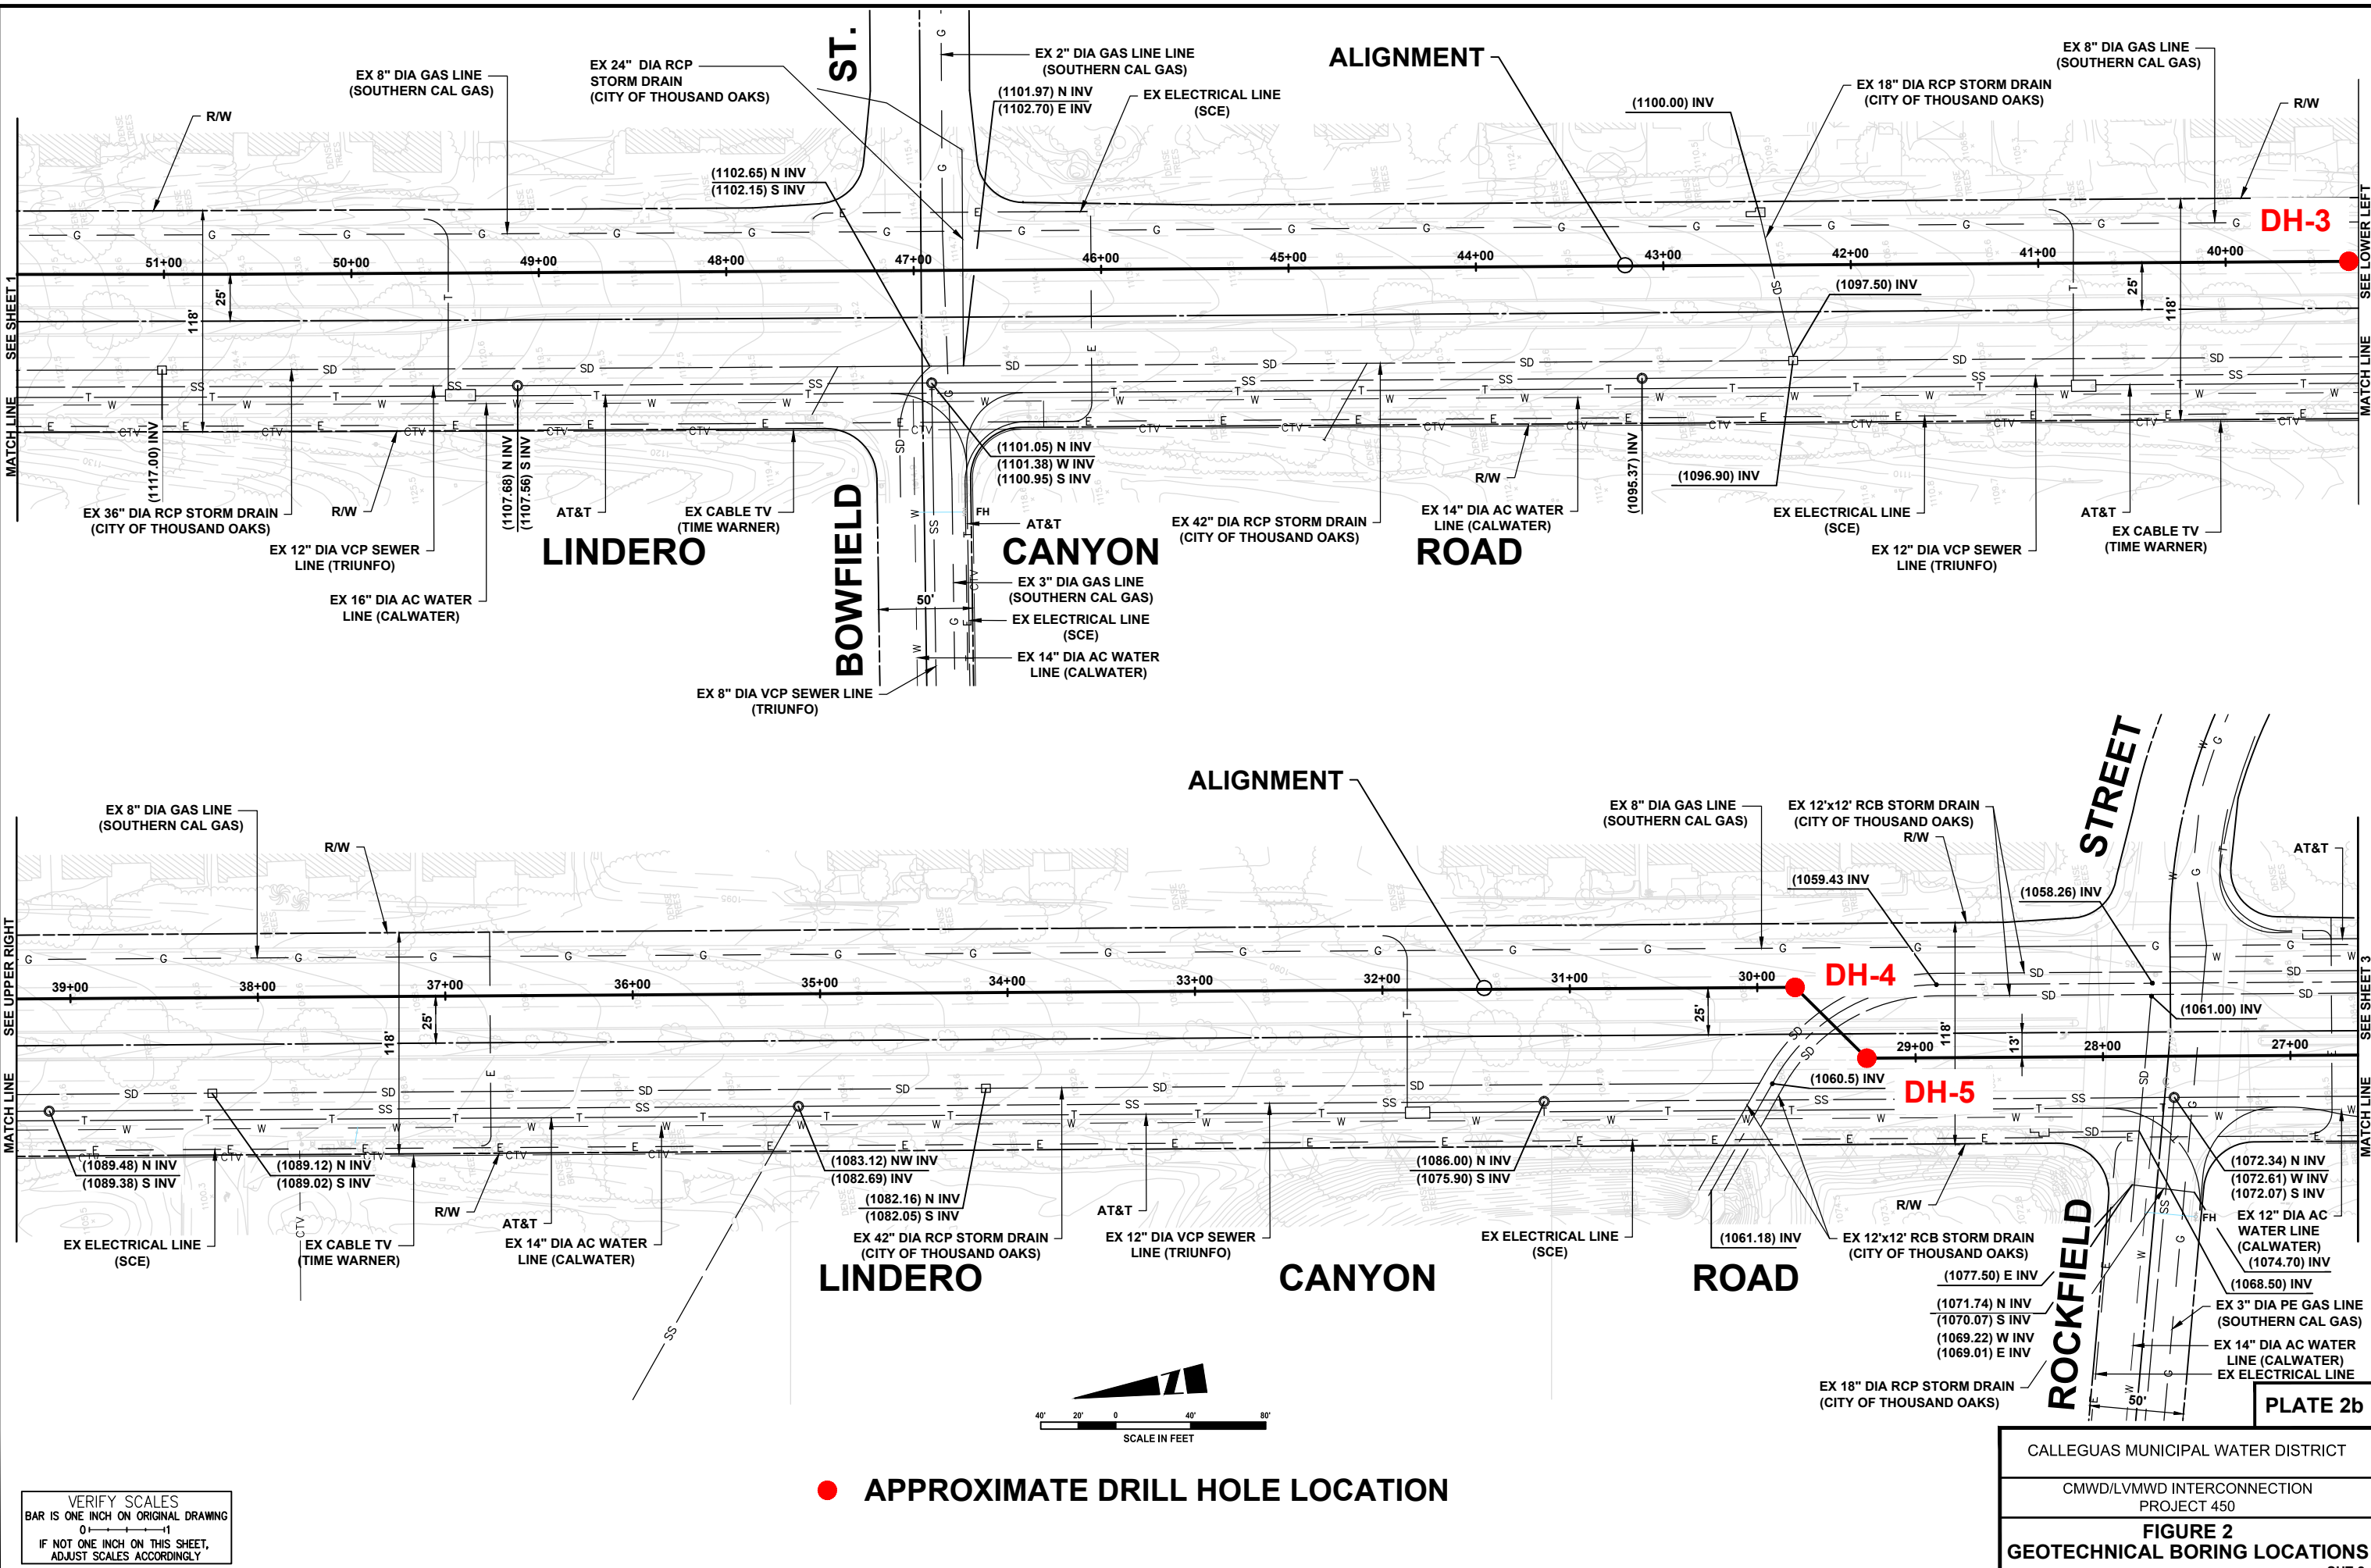 EX 8" DIA GAS LINE
(SOUTHERN CAL GAS)
R/W
EX 24" DIA RCP
STORM DRAIN
(CITY OF THOUSAND OAKS)
ST.
EX 2" DIA GAS LINE LINE
(SOUTHERN CAL GAS)
(1101.97) N INV
(1102.70) E INV
EX ELECTRICAL LINE
(SCE)
ALIGNMENT
(1100.00) INV
EX 18" DIA RCP STORM DRAIN
(CITY OF THOUSAND OAKS)
EX 8" DIA GAS LINE
(SOUTHERN CAL GAS)
R/W
(1102.65) N INV
(1102.15) S INV
DH-3
51+00
50+00
49+00
48+00
47+00
46+00
45+00
44+00
43+00
42+00
41+00
40+00
MATCH LINE SEE SHEET 1
MATCH LINE SEE LOWER LEFT
118'
25'
25'
118'
(1097.50) INV
(1117.00) INV
(1107.68) N INV
(1107.56) S INV
(1101.05) N INV
(1101.38) W INV
(1100.95) S INV
(1095.37) INV
(1096.90) INV
R/W
EX 36" DIA RCP STORM DRAIN
(CITY OF THOUSAND OAKS)
R/W
EX 12" DIA VCP SEWER
LINE (TRIUNFO)
EX 16" DIA AC WATER
LINE (CALWATER)
AT&T
EX CABLE TV
(TIME WARNER)
FH
AT&T
EX 42" DIA RCP STORM DRAIN
(CITY OF THOUSAND OAKS)
EX 14" DIA AC WATER
LINE (CALWATER)
EX ELECTRICAL LINE
(SCE)
EX 12" DIA VCP SEWER
LINE (TRIUNFO)
AT&T
EX CABLE TV
(TIME WARNER)
LINDERO CANYON ROAD
BOWFIELD
50'
EX 3" DIA GAS LINE
(SOUTHERN CAL GAS)
EX ELECTRICAL LINE
(SCE)
EX 14" DIA AC WATER
LINE (CALWATER)
EX 8" DIA VCP SEWER LINE
(TRIUNFO)
STREET
ALIGNMENT
EX 8" DIA GAS LINE
(SOUTHERN CAL GAS)
R/W
EX 8" DIA GAS LINE
(SOUTHERN CAL GAS)
EX 12'x12' RCB STORM DRAIN
(CITY OF THOUSAND OAKS)
R/W
AT&T
(1059.43 INV
(1058.26) INV
DH-4
39+00
38+00
37+00
36+00
35+00
34+00
33+00
32+00
31+00
30+00
(1061.00) INV
29+00
28+00
27+00
MATCH LINE SEE UPPER RIGHT
MATCH LINE SEE SHEET 3
118'
25'
25'
118'
13'
(1060.5) INV
DH-5
(1089.48) N INV
(1089.38) S INV
(1089.12) N INV
(1089.02) S INV
(1083.12) NW INV
(1082.69) INV
(1082.16) N INV
(1082.05) S INV
(1086.00) N INV
(1075.90) S INV
(1061.18) INV
(1072.34) N INV
(1072.61) W INV
(1072.07) S INV
EX ELECTRICAL LINE
(SCE)
EX CABLE TV
(TIME WARNER)
R/W
AT&T
EX 14" DIA AC WATER
LINE (CALWATER)
EX 42" DIA RCP STORM DRAIN
(CITY OF THOUSAND OAKS)
AT&T
EX 12" DIA VCP SEWER
LINE (TRIUNFO)
EX ELECTRICAL LINE
(SCE)
EX 12'x12' RCB STORM DRAIN
(CITY OF THOUSAND OAKS)
R/W
FH
EX 12" DIA AC
WATER LINE
(CALWATER)
(1074.70) INV
(1068.50) INV
LINDERO CANYON ROAD
ROCKFIELD
(1077.50) E INV
(1071.74) N INV
(1070.07) S INV
(1069.22) W INV
(1069.01) E INV
EX 3" DIA PE GAS LINE
(SOUTHERN CAL GAS)
EX 14" DIA AC WATER
LINE (CALWATER)
EX ELECTRICAL LINE
EX 18" DIA RCP STORM DRAIN
(CITY OF THOUSAND OAKS)
50'
Z
40' 20' 0 40' 80'
SCALE IN FEET
APPROXIMATE DRILL HOLE LOCATION
VERIFY SCALES
BAR IS ONE INCH ON ORIGINAL DRAWING
0 1
IF NOT ONE INCH ON THIS SHEET,
ADJUST SCALES ACCORDINGLY
PLATE 2b
CALLEGUAS MUNICIPAL WATER DISTRICT
CMWD/LVMWD INTERCONNECTION
PROJECT 450
FIGURE 2
GEOTECHNICAL BORING LOCATIONS